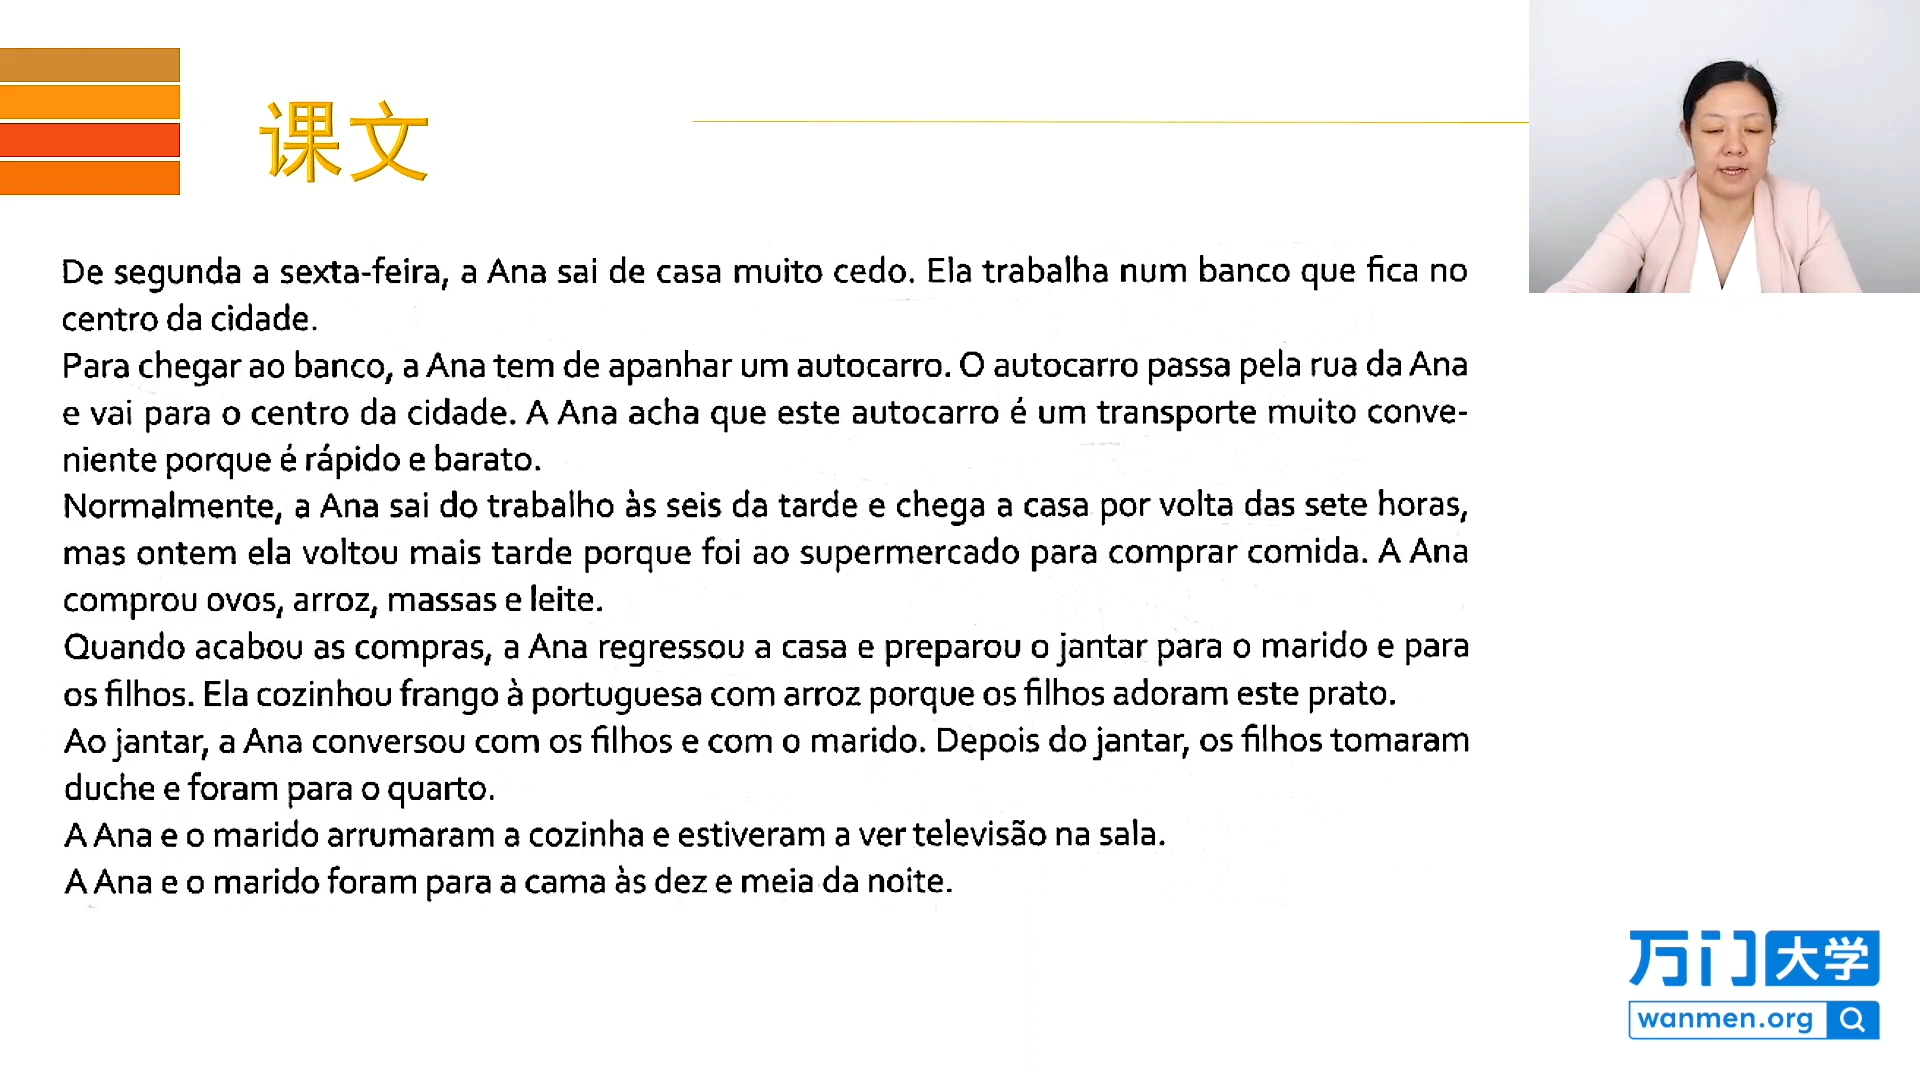 课文
De segunda a sexta-feira, a Ana sai de casa muito cedo. Ela trabalha num banco que fica no
centro da cidade.
Para chegar ao banco, a Ana tem de apanhar um autocarro. O autocarro passa pela rua da Ana
e vai para o centro da cidade. A Ana acha que este autocarro é um transporte muito conve-
niente porque é rápido e barato.
Normalmente, a Ana sai do trabalho às seis da tarde e chega a casa por volta das sete horas,
mas ontem ela voltou mais tarde porque foi ao supermercado para comprar comida. A Ana
comprou ovos, arroz, massas e leite.
Quando acabou as compras, a Ana regressou a casa e preparou o jantar para o marido e para
os filhos. Ela cozinhou frango à portuguesa com arroz porque os filhos adoram este prato.
Ao jantar, a Ana conversou com os filhos e com o marido. Depois do jantar, os filhos tomaram
duche e foram para o quarto.
A Ana e o marido arrumaram a cozinha e estiveram a ver televisão na sala.
A Ana e o marido foram para a cama às dez e meia da noite.
万门大学
wanmen.org